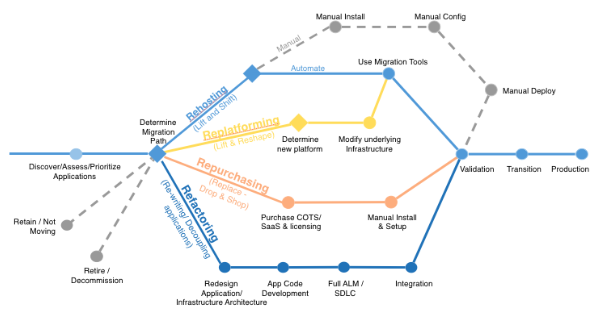 Manual Install
Manual Config
Manual
Automate
Use Migration Tools
Manual Deploy
Rehosting
(Lift and Shift)
Determine
Migration
Path
Replatforming
(Lift & Reshape)
Determine
new platform
Modify underlying
Infrastructure
Discover/Assess/Prioritize
Applications
Repurchasing
(Replace -
Drop & Shop)
Validation
Transition
Production
Refactoring
(Re-writing/ Decoupling
applications)
Purchase COTS/
SaaS & licensing
Manual Install
& Setup
Retain / Not
Moving
Retire /
Decommission
Redesign
Application/
Infrastructure Architecture
App Code
Development
Full ALM /
SDLC
Integration